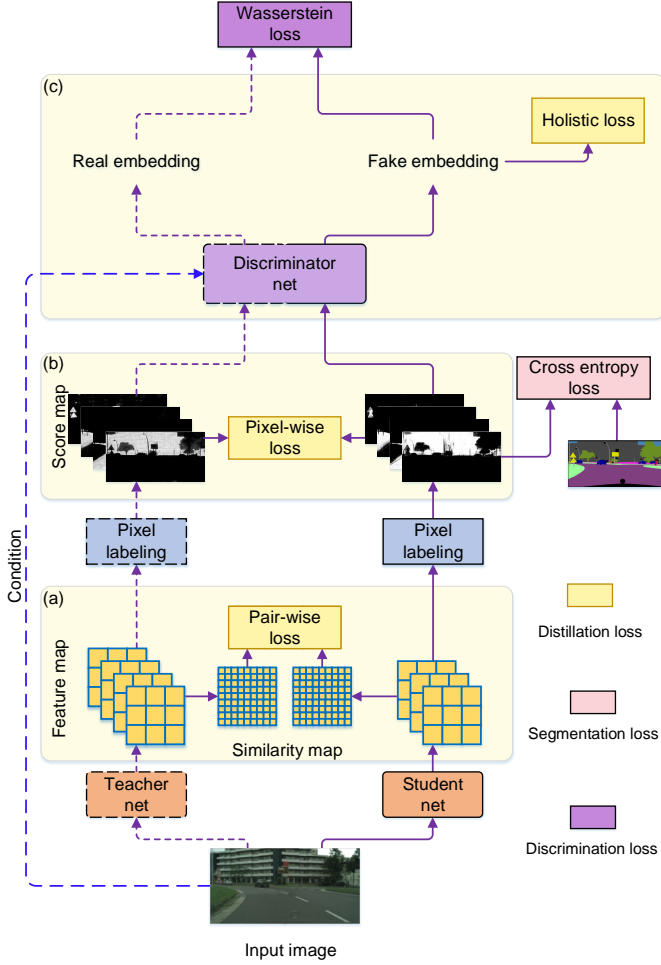 Wasserstein
loss
(c)
Holistic loss
Real embedding
Fake embedding
Discriminator
net
(b)
Score map
Pixel-wise
loss
Cross entropy
loss
Pixel
labeling
Pixel
labeling
Condition
(a)
Feature map
Pair-wise
loss
Similarity map
Distillation loss
Segmentation loss
Discrimination loss
Teacher
net
Student
net
Input image